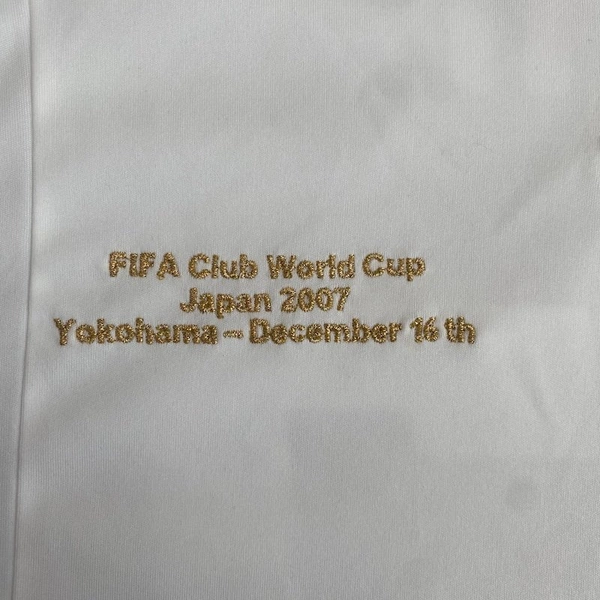 FIFA Club World Cup
Japan 2007
Yokohama - December 16 th